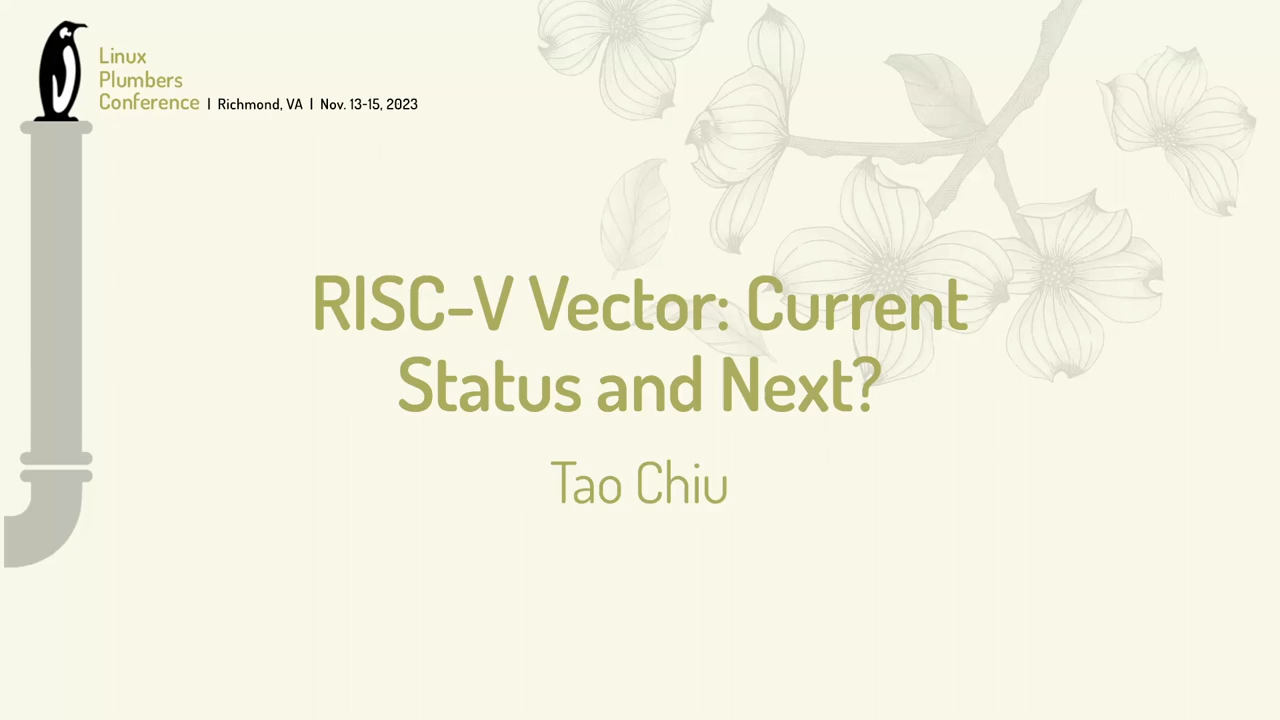 Linux
Plumbers
Conference | Richmond, VA | Nov. 13-15, 2023
RISC-V Vector: Current
Status and Next?
Tao Chiu